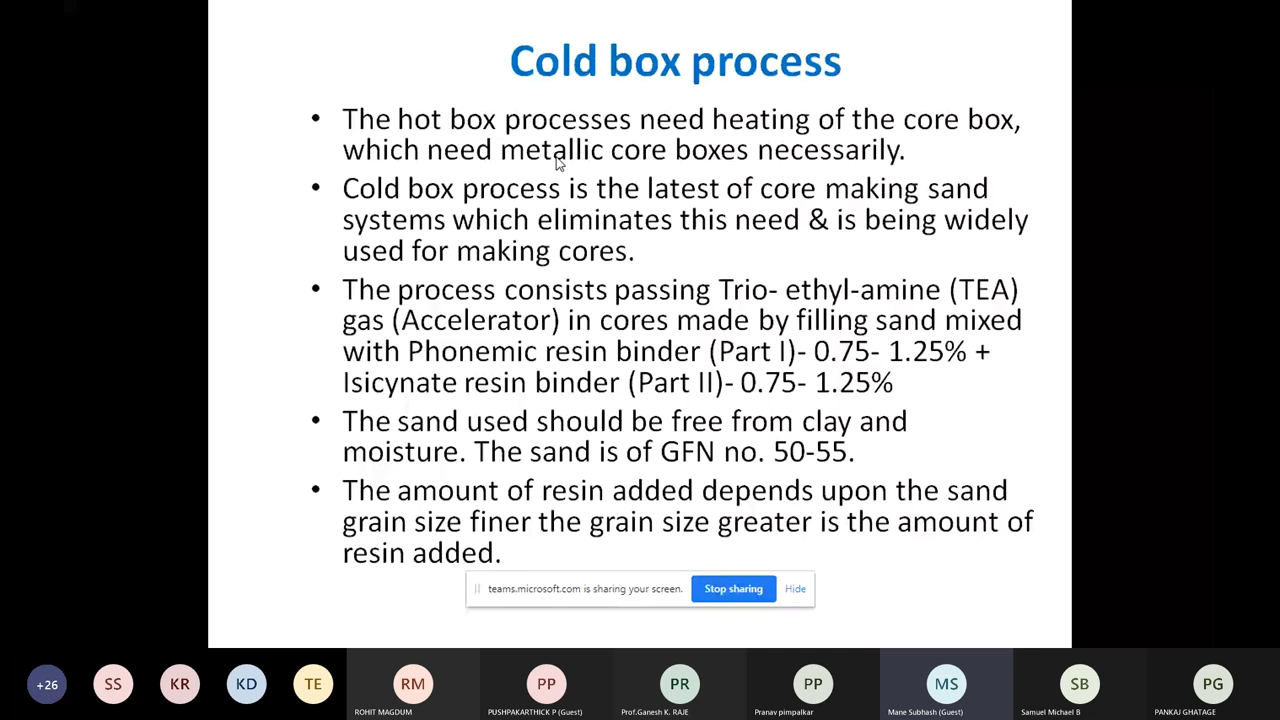 Cold box process
• The hot box processes need heating of the core box,
which need metallic core boxes necessarily.
• Cold box process is the latest of core making sand
systems which eliminates this need & is being widely
used for making cores.
• The process consists passing Trio- ethyl-amine (TEA)
gas (Accelerator) in cores made by filling sand mixed
with Phonemic resin binder (Part I)- 0.75- 1.25% +
Isicynate resin binder (Part II)- 0.75- 1.25%
• The sand used should be free from clay and
moisture. The sand is of GFN no. 50-55.
• The amount of resin added depends upon the sand
grain size finer the grain size greater is the amount of
resin added.
teams.microsoft.com is sharing your screen. Stop sharing Hide
+26 SS KR KD TE RM PP PR PP MS SB PG
ROHIT MAGDUM PUSHPAKARTHICK P (Guest) Prof.Ganesh K. RAJE Pranav pimpalkar Mane Subhash (Guest) Samuel Michael B PANKAJ GHATAGE